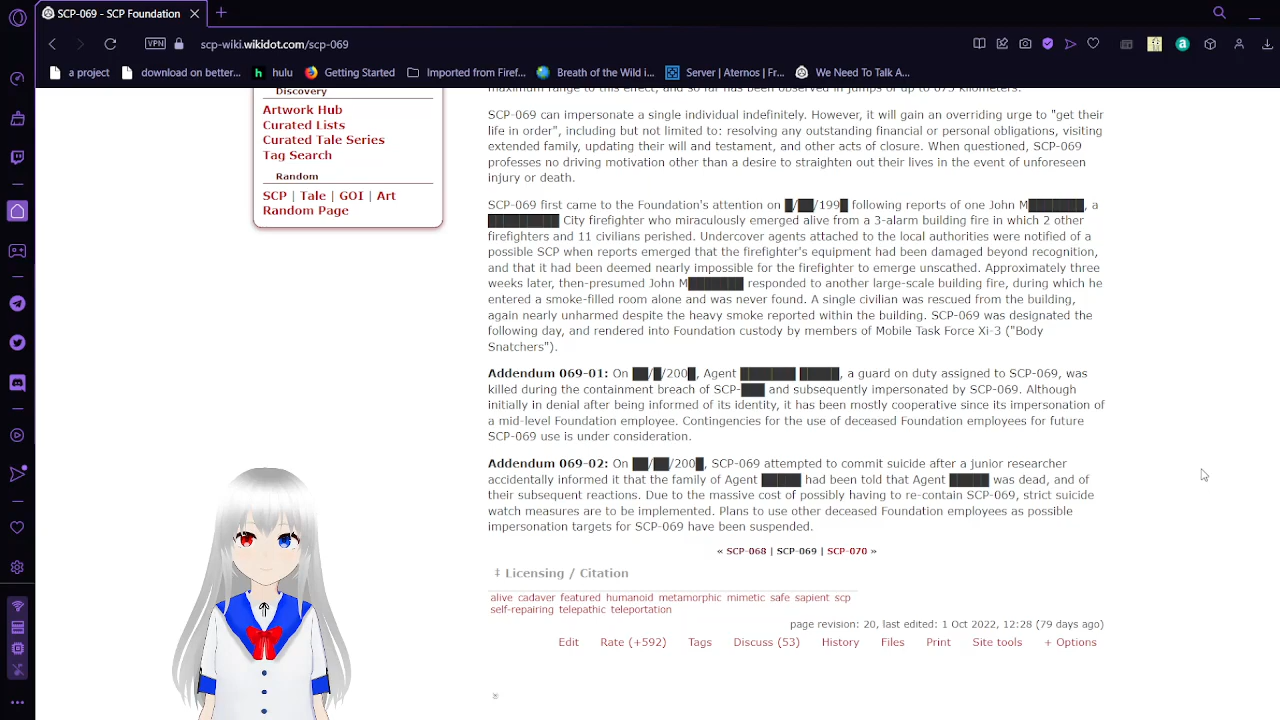 SCP-069 - SCP Foundation
VPN scp-wiki.wikidot.com/scp-069
a project download on better... hulu Getting Started Imported from Firef... Breath of the Wild i... Server | Aternos | Fr... We Need To Talk A...
Discovery
Artwork Hub
Curated Lists
Curated Tale Series
Tag Search
Random
SCP | Tale | GOI | Art
Random Page
maximum range to this effect, and so far has been observed in jumps of up to 675 kilometers.
SCP-069 can impersonate a single individual indefinitely. However, it will gain an overriding urge to "get their
life in order", including but not limited to: resolving any outstanding financial or personal obligations, visiting
extended family, updating their will and testament, and other acts of closure. When questioned, SCP-069
professes no driving motivation other than a desire to straighten out their lives in the event of unforeseen
injury or death.
SCP-069 first came to the Foundation's attention on █/██/199█ following reports of one John M███████, a
█████████ City firefighter who miraculously emerged alive from a 3-alarm building fire in which 2 other
firefighters and 11 civilians perished. Undercover agents attached to the local authorities were notified of a
possible SCP when reports emerged that the firefighter's equipment had been damaged beyond recognition,
and that it had been deemed nearly impossible for the firefighter to emerge unscathed. Approximately three
weeks later, then-presumed John M███████ responded to another large-scale building fire, during which he
entered a smoke-filled room alone and was never found. A single civilian was rescued from the building,
again nearly unharmed despite the heavy smoke reported within the building. SCP-069 was designated the
following day, and rendered into Foundation custody by members of Mobile Task Force Xi-3 ("Body
Snatchers").
Addendum 069-01: On ██/█/200█, Agent ███████ █████, a guard on duty assigned to SCP-069, was
killed during the containment breach of SCP-███ and subsequently impersonated by SCP-069. Although
initially in denial after being informed of its identity, it has been mostly cooperative since its impersonation of
a mid-level Foundation employee. Contingencies for the use of deceased Foundation employees for future
SCP-069 use is under consideration.
Addendum 069-02: On ██/██/200█, SCP-069 attempted to commit suicide after a junior researcher
accidentally informed it that the family of Agent █████ had been told that Agent █████ was dead, and of
their subsequent reactions. Due to the massive cost of possibly having to re-contain SCP-069, strict suicide
watch measures are to be implemented. Plans to use other deceased Foundation employees as possible
impersonation targets for SCP-069 have been suspended.
« SCP-068 | SCP-069 | SCP-070 »
‡ Licensing / Citation
alive cadaver featured humanoid metamorphic mimetic safe sapient scp
self-repairing telepathic teleportation
page revision: 20, last edited: 1 Oct 2022, 12:28 (79 days ago)
Edit Rate (+592) Tags Discuss (53) History Files Print Site tools + Options